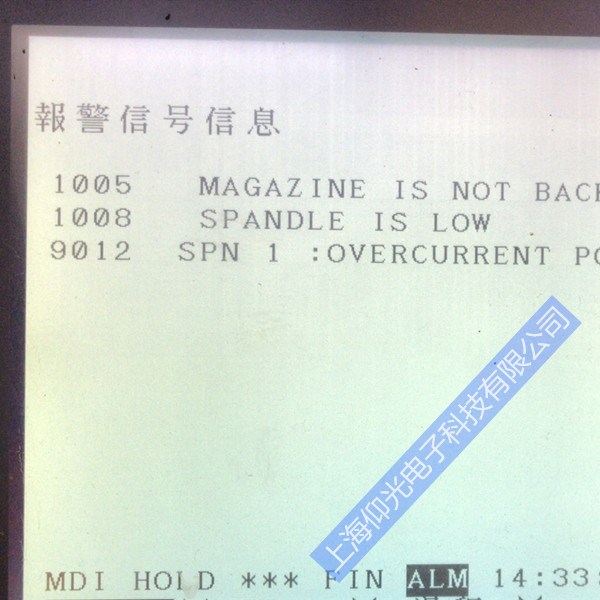 報警信号信息
1005 MAGAZINE IS NOT BACK
1008 SPANDLE IS LOW
9012 SPN 1 :OVERCURRENT PO
上海仰光电子科技有限公司
MDI HOLD *** FIN ALM 14:33